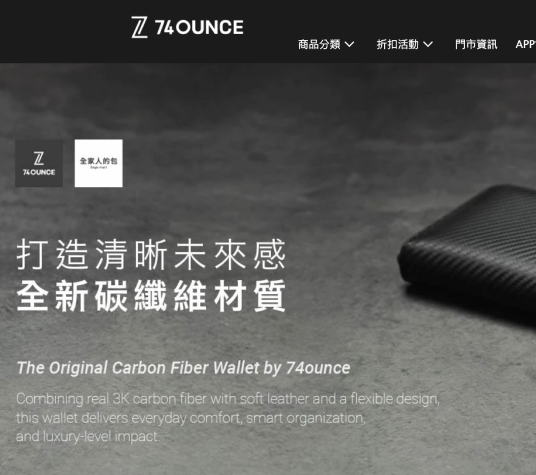 74OUNCE
商品分類
折扣活動
門市資訊
APP
74OUNCE
全家人的包
打造清晰未來感
全新碳纖維材質
The Original Carbon Fiber Wallet by 74ounce
Combining real 3K carbon fiber with soft leather and a flexible design,
this wallet delivers everyday comfort, smart organization,
and luxury-level impact.